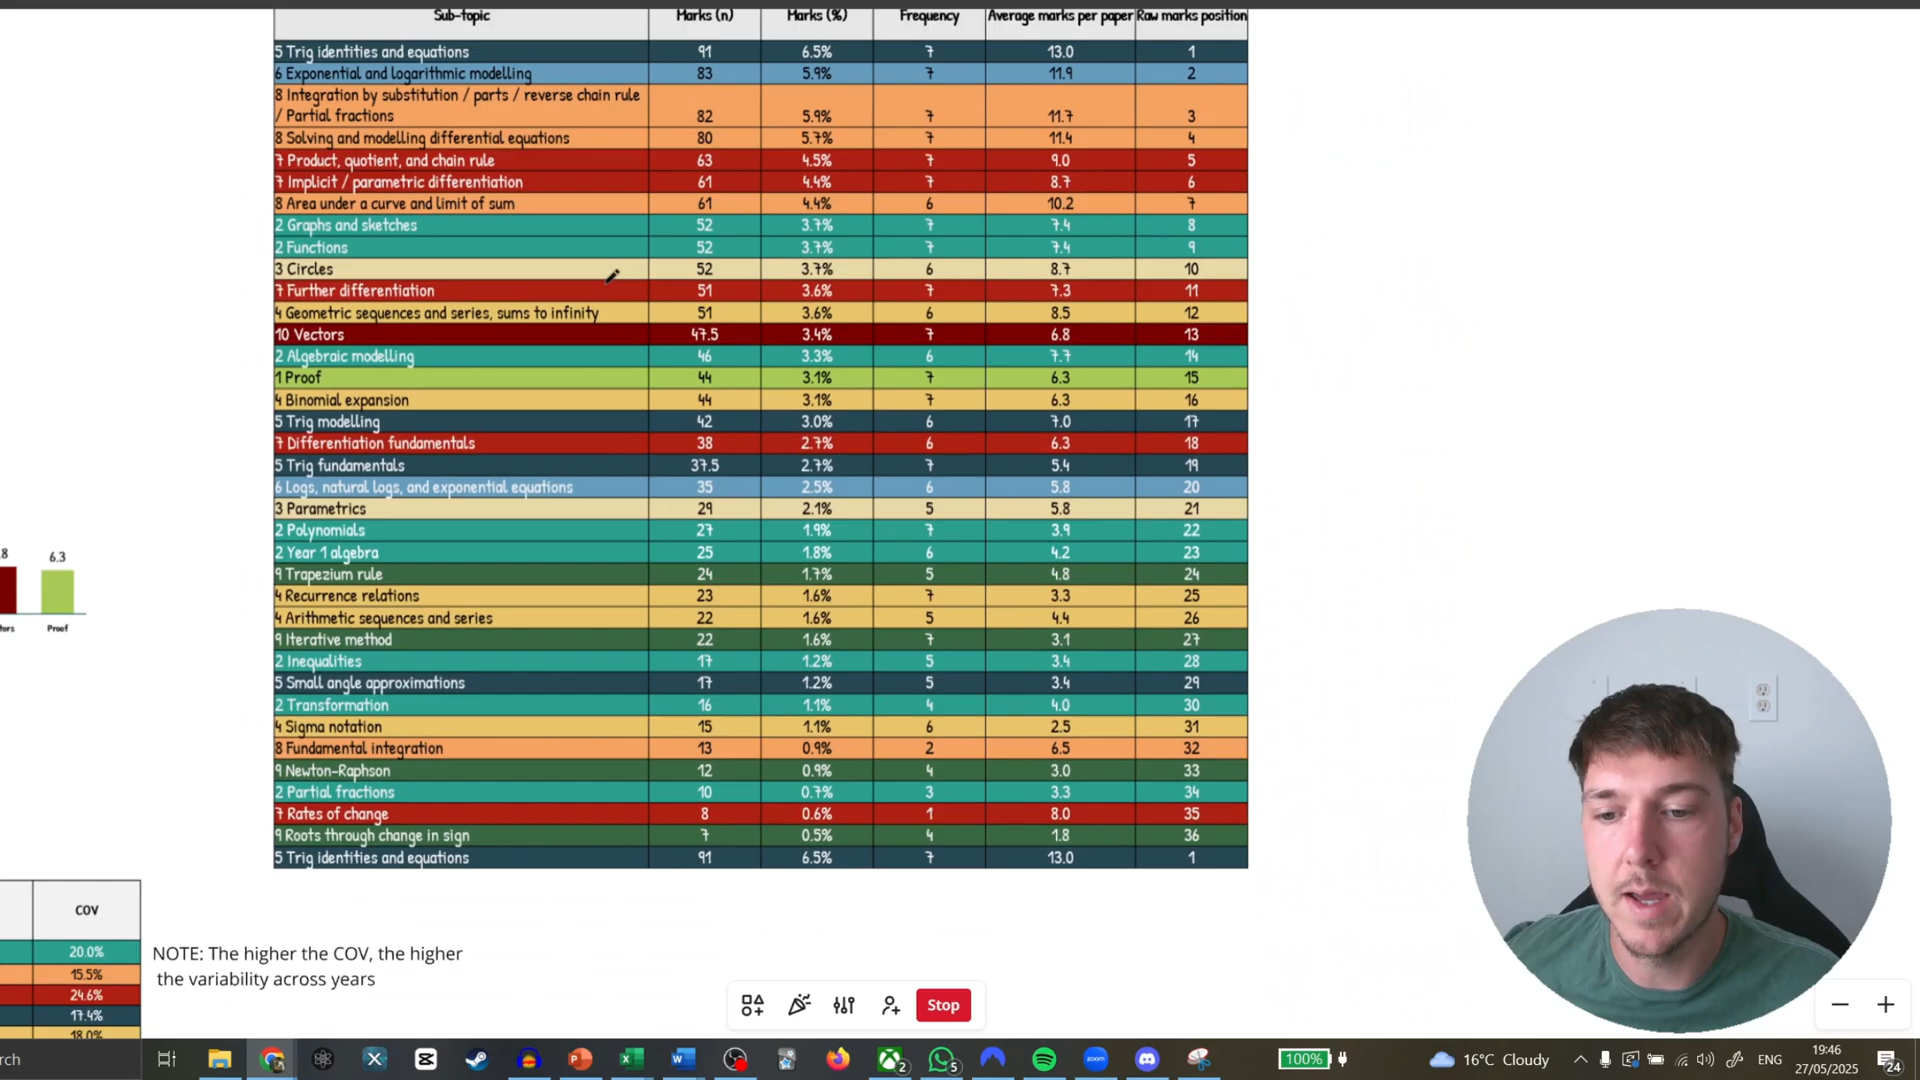 Sub-topic Marks (n) Marks (%) Frequency Average marks per paper Raw marks position
5 Trig identities and equations 91 6.5% 7 13.0 1
6 Exponential and logarithmic modelling 83 5.9% 7 11.9 2
8 Integration by substitution / parts / reverse chain rule
/ Partial fractions 82 5.9% 7 11.7 3
8 Solving and modelling differential equations 80 5.7% 7 11.4 4
7 Product, quotient, and chain rule 63 4.5% 7 9.0 5
7 Implicit / parametric differentiation 61 4.4% 7 8.7 6
8 Area under a curve and limit of sum 61 4.4% 6 10.2 7
2 Graphs and sketches 52 3.7% 7 7.4 8
2 Functions 52 3.7% 7 7.4 9
3 Circles 52 3.7% 6 8.7 10
7 Further differentiation 51 3.6% 7 7.3 11
4 Geometric sequences and series, sums to infinity 51 3.6% 6 8.5 12
10 Vectors 47.5 3.4% 7 6.8 13
2 Algebraic modelling 46 3.3% 6 7.7 14
1 Proof 44 3.1% 7 6.3 15
4 Binomial expansion 44 3.1% 7 6.3 16
5 Trig modelling 42 3.0% 6 7.0 17
7 Differentiation fundamentals 38 2.7% 6 6.3 18
5 Trig fundamentals 37.5 2.7% 7 5.4 19
6 Logs, natural logs, and exponential equations 35 2.5% 6 5.8 20
3 Parametrics 29 2.1% 5 5.8 21
2 Polynomials 27 1.9% 7 3.9 22
2 Year 1 algebra 25 1.8% 6 4.2 23
9 Trapezium rule 24 1.7% 5 4.8 24
4 Recurrence relations 23 1.6% 7 3.3 25
4 Arithmetic sequences and series 22 1.6% 5 4.4 26
9 Iterative method 22 1.6% 7 3.1 27
2 Inequalities 17 1.2% 5 3.4 28
5 Small angle approximations 17 1.2% 5 3.4 29
2 Transformation 16 1.1% 4 4.0 30
4 Sigma notation 15 1.1% 6 2.5 31
8 Fundamental integration 13 0.9% 2 6.5 32
9 Newton-Raphson 12 0.9% 4 3.0 33
2 Partial fractions 10 0.7% 3 3.3 34
7 Rates of change 8 0.6% 1 8.0 35
9 Roots through change in sign 7 0.5% 4 1.8 36
5 Trig identities and equations 91 6.5% 7 13.0 1
.8 6.3
tors Proof
COV
20.0%
15.5%
24.6%
17.4%
18.0%
NOTE: The higher the COV, the higher
the variability across years
Stop
rch
2
5
zoom
100%
16°C Cloudy
ENG
19:46
27/05/2025
24